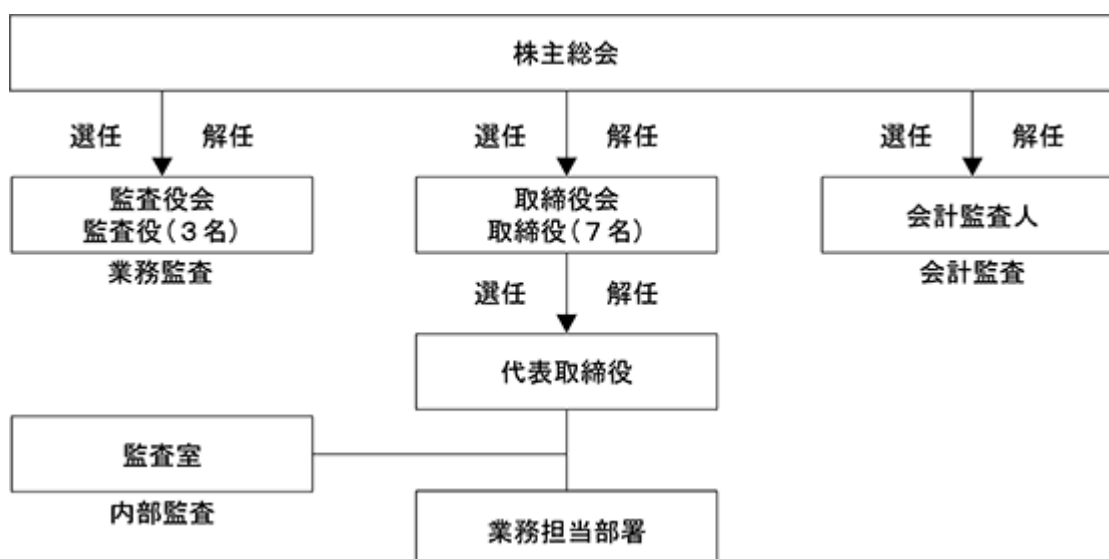 株主総会
選任 解任
選任 解任
選任 解任
監査役会
監査役(3名)
業務監査
取締役会
取締役(7名)
会計監査人
会計監査
選任 解任
代表取締役
監査室
内部監査
業務担当部署